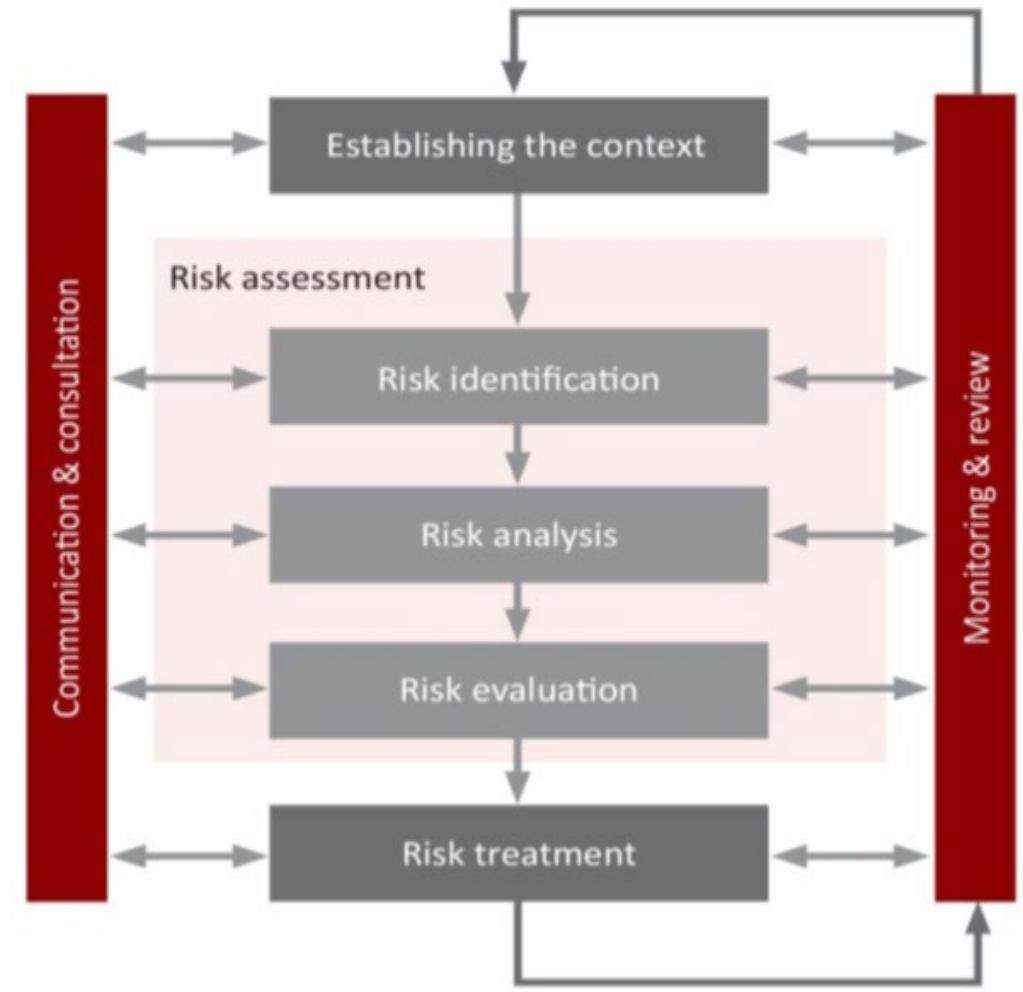 Establishing the context
Risk assessment
Risk identification
Risk analysis
Risk evaluation
Risk treatment
Communication & consultation
Monitoring & review